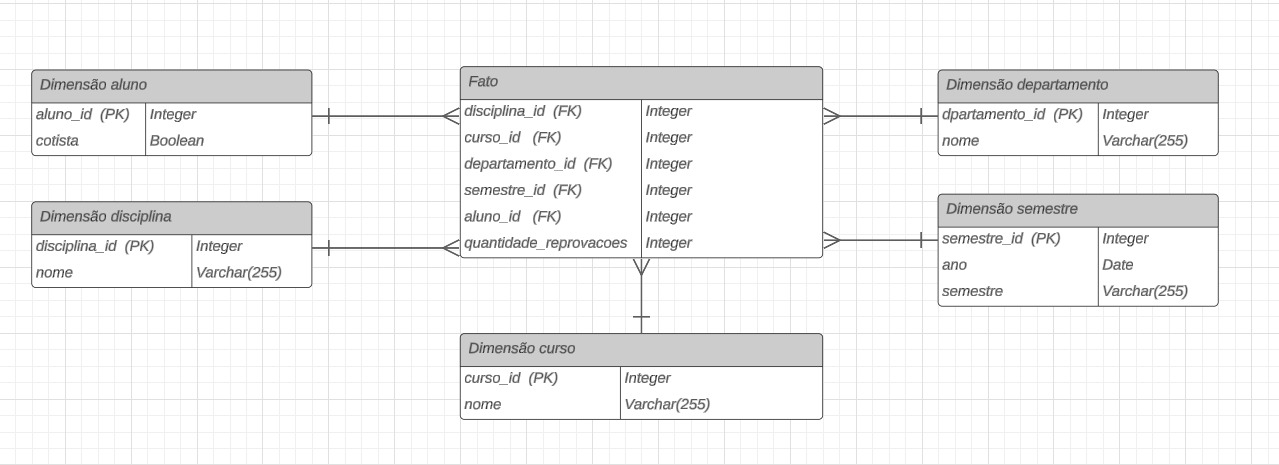 Dimensão aluno
aluno_id (PK) Integer
cotista Boolean
Dimensão disciplina
disciplina_id (PK) Integer
nome Varchar(255)
Fato
disciplina_id (FK) Integer
curso_id (FK) Integer
departamento_id (FK) Integer
semestre_id (FK) Integer
aluno_id (FK) Integer
quantidade_reprovacoes Integer
Dimensão curso
curso_id (PK) Integer
nome Varchar(255)
Dimensão departamento
dpartamento_id (PK) Integer
nome Varchar(255)
Dimensão semestre
semestre_id (PK) Integer
ano Date
semestre Varchar(255)